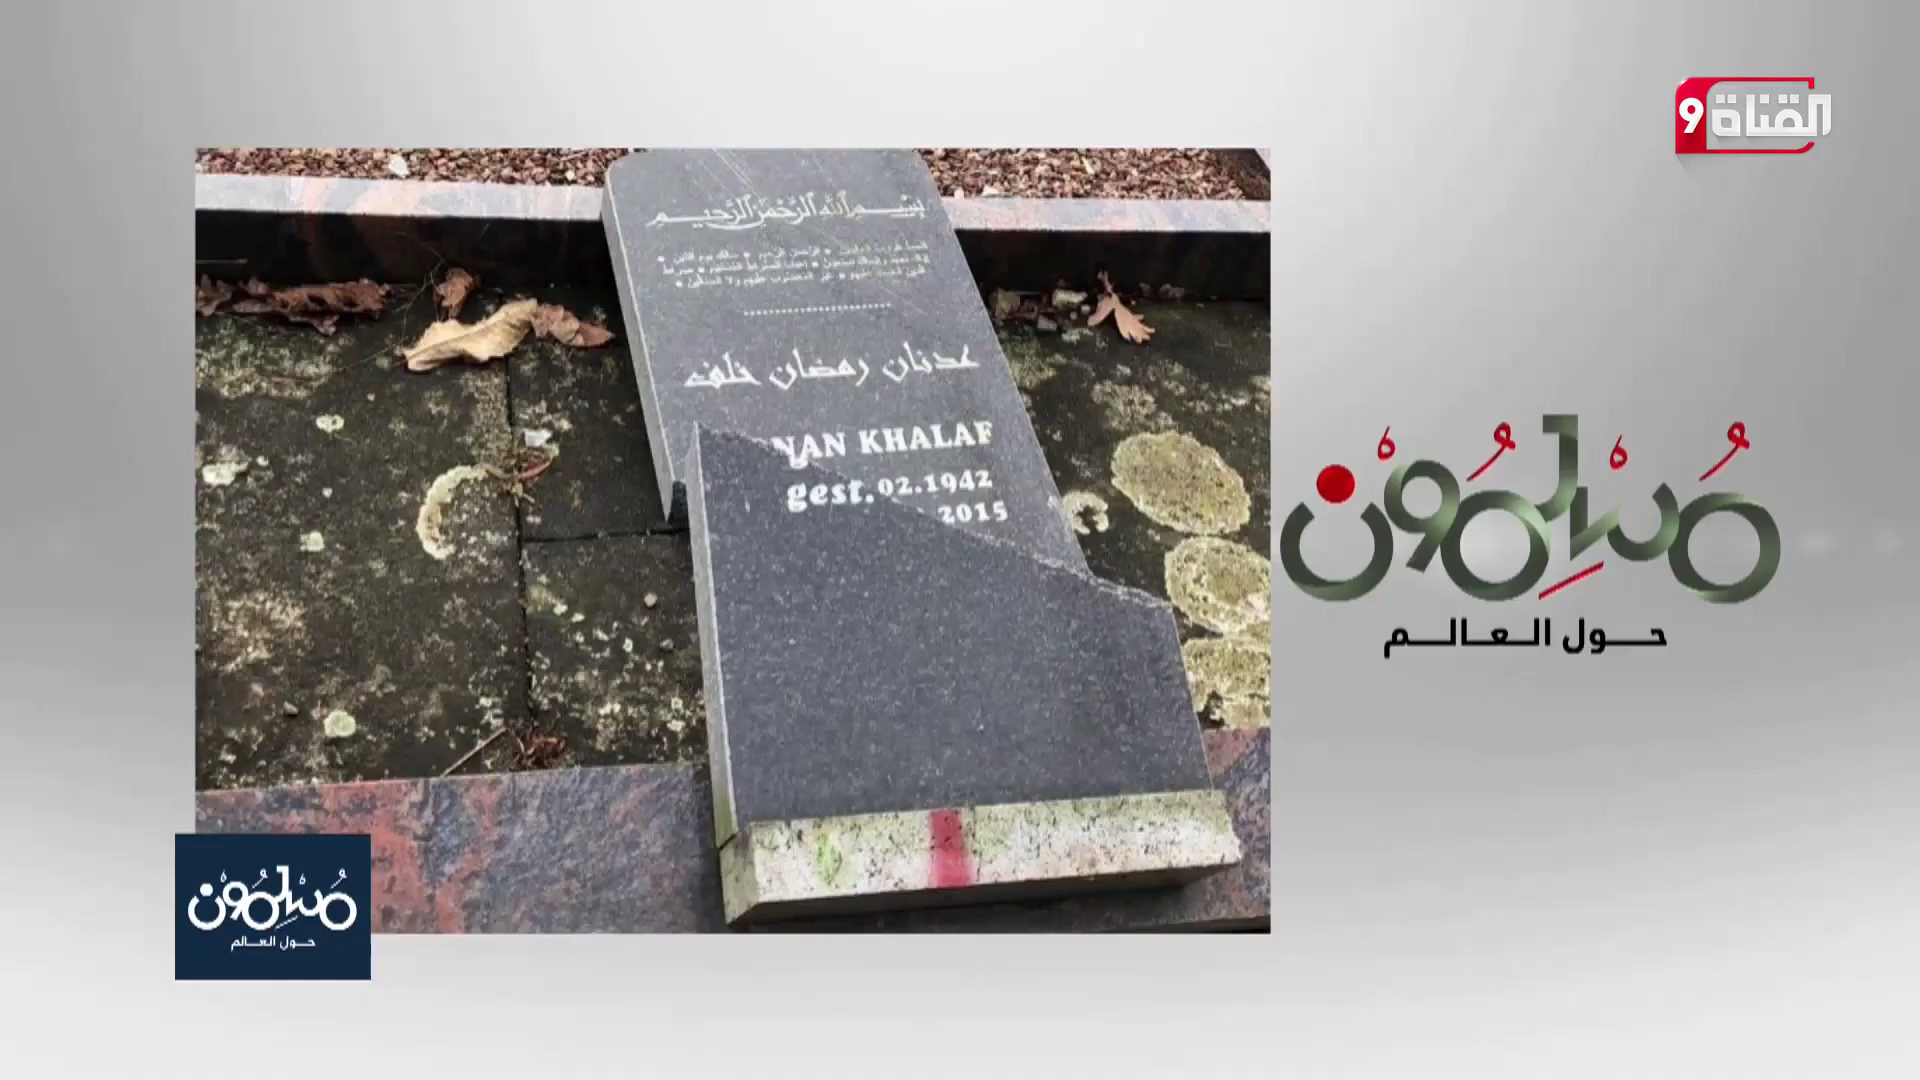 القناة 9
بسم الله الرحمن الرحيم
عدنان رمضان خلف
NAN KHALAF
gest. 02.1942
2015
مسلمون
حول العالم
مسلمون
حول العالم